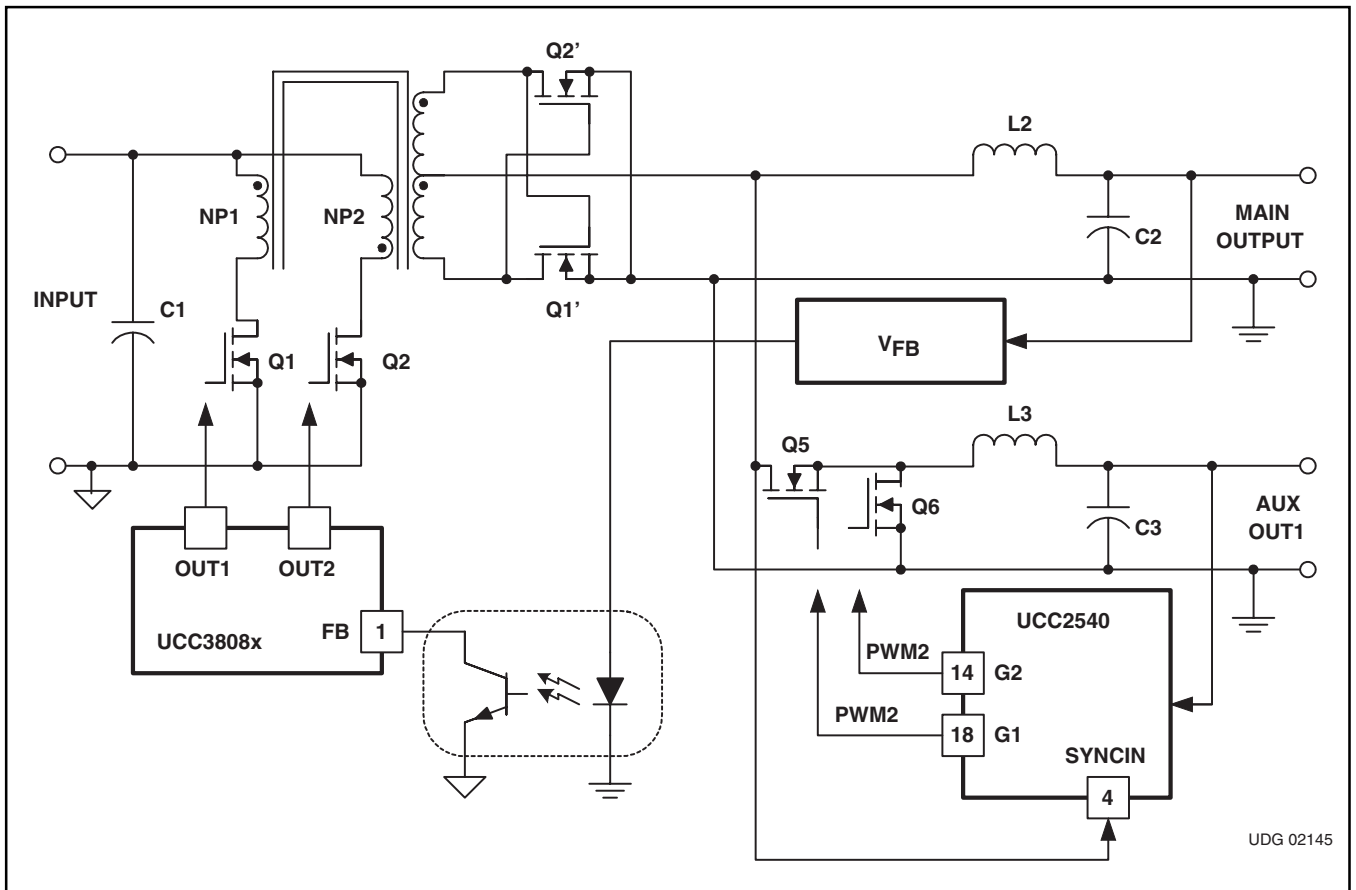 Q2’
L2
NP1
NP2
MAIN
OUTPUT
C2
INPUT
C1
Q1’
Q1
Q2
VFB
L3
Q5
Q6
C3
AUX
OUT1
OUT1
OUT2
UCC3808x
FB
1
UCC2540
PWM2
14
G2
PWM2
18
G1
SYNCIN
4
UDG 02145